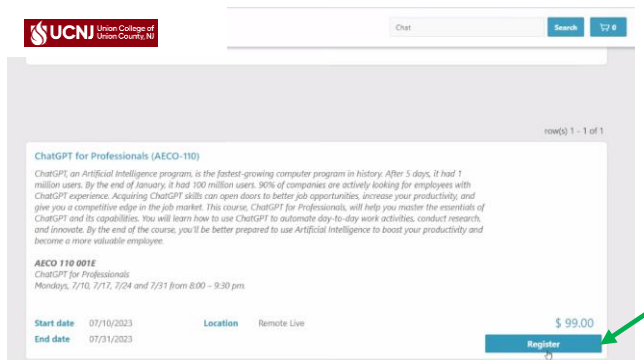 UCNJ Union College of
Union County, NJ
Chat Search 0
row(s) 1 - 1 of 1
ChatGPT for Professionals (AECO-110)
ChatGPT, an Artificial Intelligence program, is the fastest-growing computer program in history. After 5 days, it had 1
million users. By the end of January, it had 100 million users. 90% of companies are actively looking for employees with
ChatGPT experience. Acquiring ChatGPT skills can open doors to better job opportunities, increase your productivity, and
give you a competitive edge in the job market. This course, ChatGPT for Professionals, will help you master the essentials of
ChatGPT and its capabilities. You will learn how to use ChatGPT to automate day-to-day work activities, conduct research,
and innovate. By the end of the course, you'll be better prepared to use Artificial Intelligence to boost your productivity and
become a more valuable employee.
AECO 110 001E
ChatGPT for Professionals
Mondays, 7/10, 7/17, 7/24 and 7/31 from 8:00 – 9:30 pm.
Start date 07/10/2023 Location Remote Live $ 99.00
End date 07/31/2023 Register